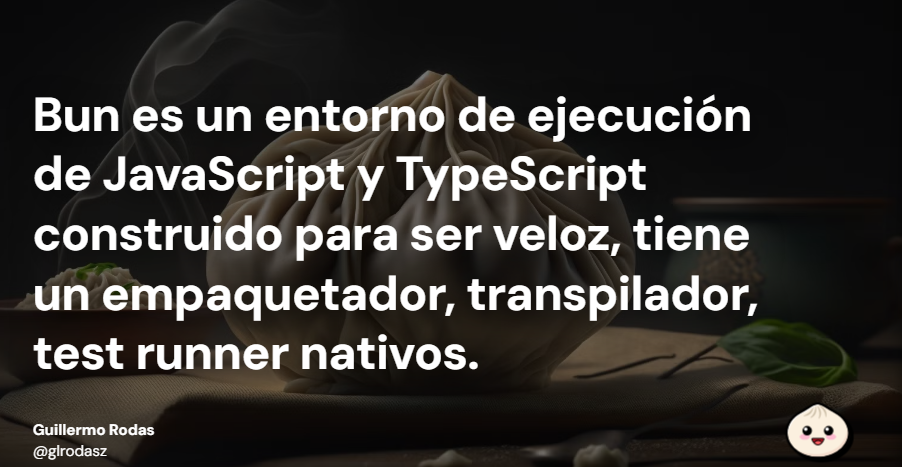 Bun es un entorno de ejecución
de JavaScript y TypeScript
construido para ser veloz, tiene
un empaquetador, transpilador,
test runner nativos.
Guillermo Rodas
@glrodasz